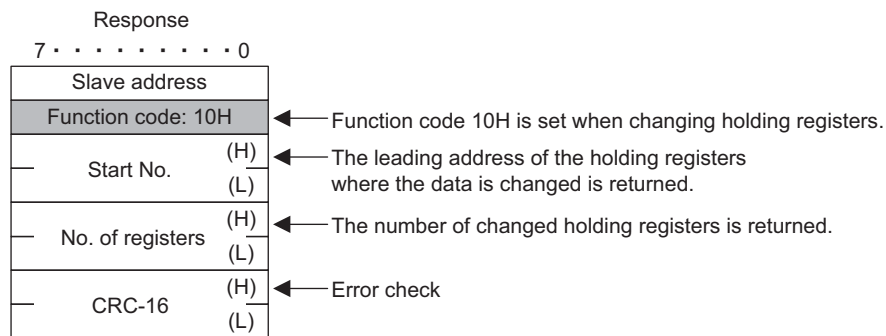 Response
7 · · · · · · · · · 0
Slave address
Function code: 10H
Function code 10H is set when changing holding registers.
Start No.
(H)
(L)
The leading address of the holding registers
where the data is changed is returned.
No. of registers
(H)
(L)
The number of changed holding registers is returned.
CRC-16
(H)
(L)
Error check